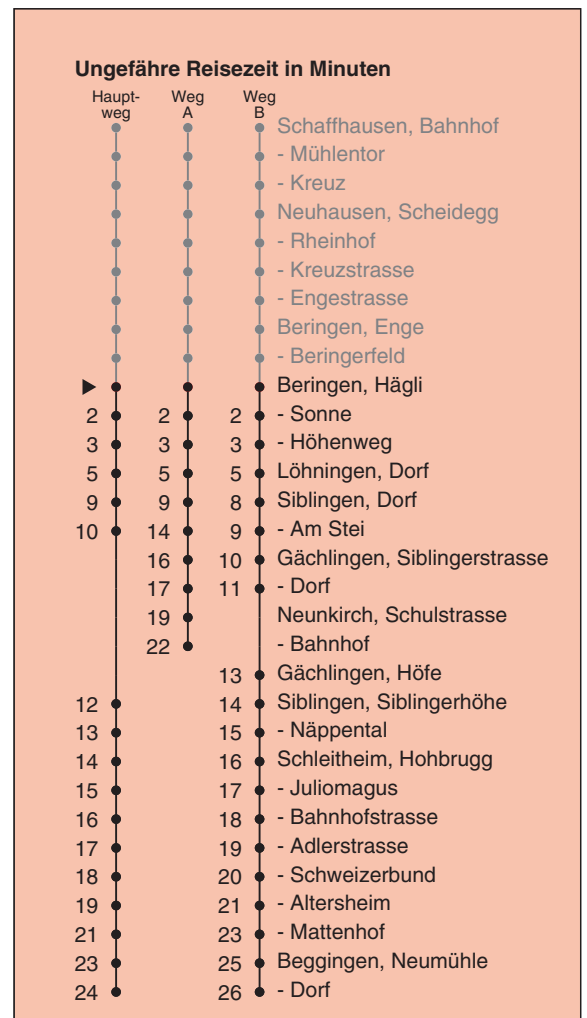 Ungefähre Reisezeit in Minuten
Haupt- Weg Weg
weg A B
Schaffhausen, Bahnhof
- Mühlentor
- Kreuz
Neuhausen, Scheidegg
- Rheinhof
- Kreuzstrasse
- Engestrasse
Beringen, Enge
- Beringerfeld
Beringen, Hägli
2 2 2 - Sonne
3 3 3 - Höhenweg
5 5 5 Löhningen, Dorf
9 9 8 Siblingen, Dorf
10 14 9 - Am Stei
16 10 Gächlingen, Siblingerstrasse
17 11 - Dorf
19 Neunkirch, Schulstrasse
22 - Bahnhof
13 Gächlingen, Höfe
12 14 Siblingen, Siblingerhöhe
13 15 - Näppental
14 16 Schleitheim, Hohbrugg
15 17 - Juliomagus
16 18 - Bahnhofstrasse
17 19 - Adlerstrasse
18 20 - Schweizerbund
19 21 - Altersheim
21 23 - Mattenhof
23 25 Beggingen, Neumühle
24 26 - Dorf